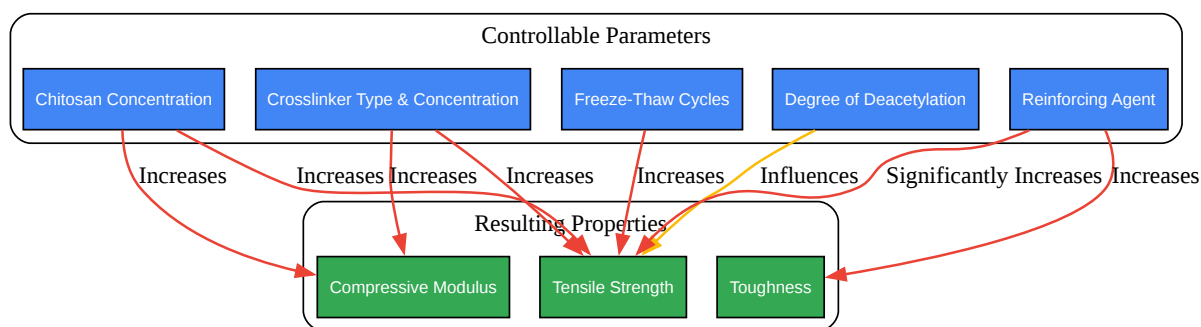 Controllable Parameters
Chitosan Concentration
Crosslinker Type & Concentration
Freeze-Thaw Cycles
Degree of Deacetylation
Reinforcing Agent
Increases
Increases
Increases
Increases
Increases
Influences
Significantly Increases
Increases
Resulting Properties
Compressive Modulus
Tensile Strength
Toughness